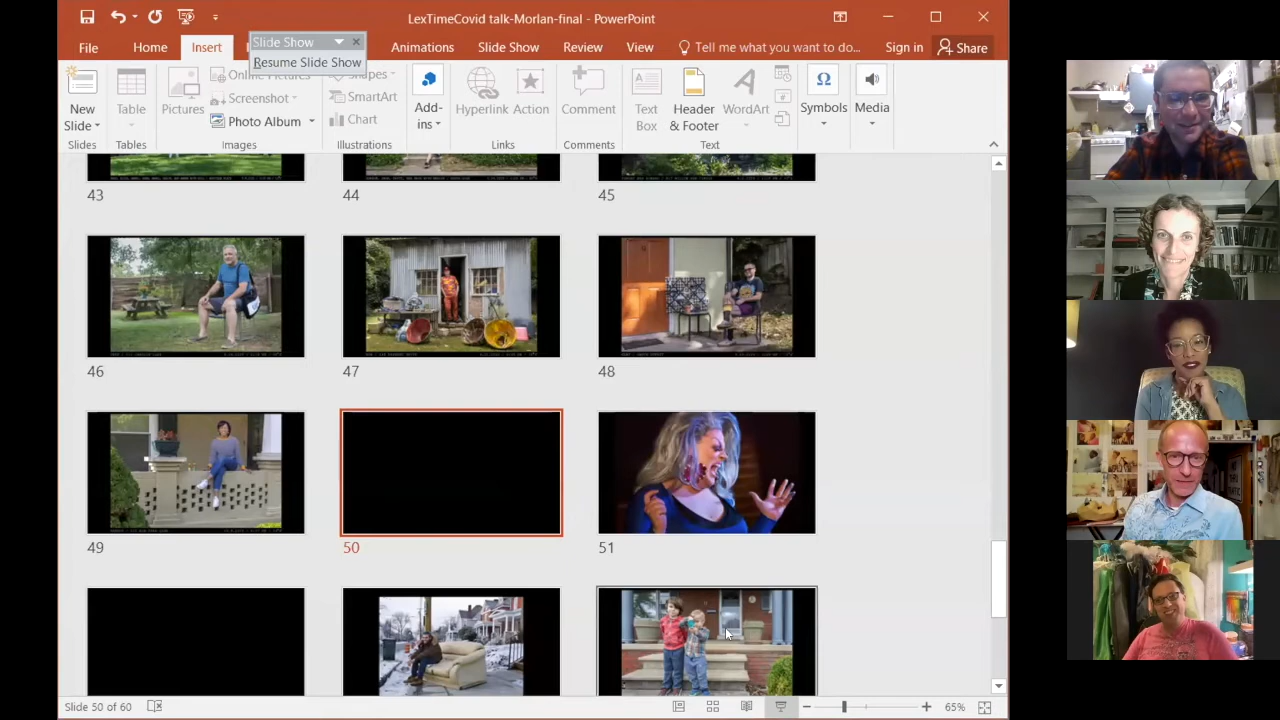 LexTimeCovid talk-Morlan-final - PowerPoint
File
Home
Insert
Slide Show
Resume Slide Show
Animations
Slide Show
Review
View
Tell me what you want to do...
Sign in
Share
New
Slide
Table
Pictures
Online Pictures
Screenshot
Photo Album
Shapes
SmartArt
Chart
Add-
ins
Hyperlink
Action
Comment
Text
Box
Header
& Footer
WordArt
Symbols
Media
Slides
Tables
Images
Illustrations
Links
Comments
Text
43
44
45
46
47
48
49
50
51
Slide 50 of 60
65%